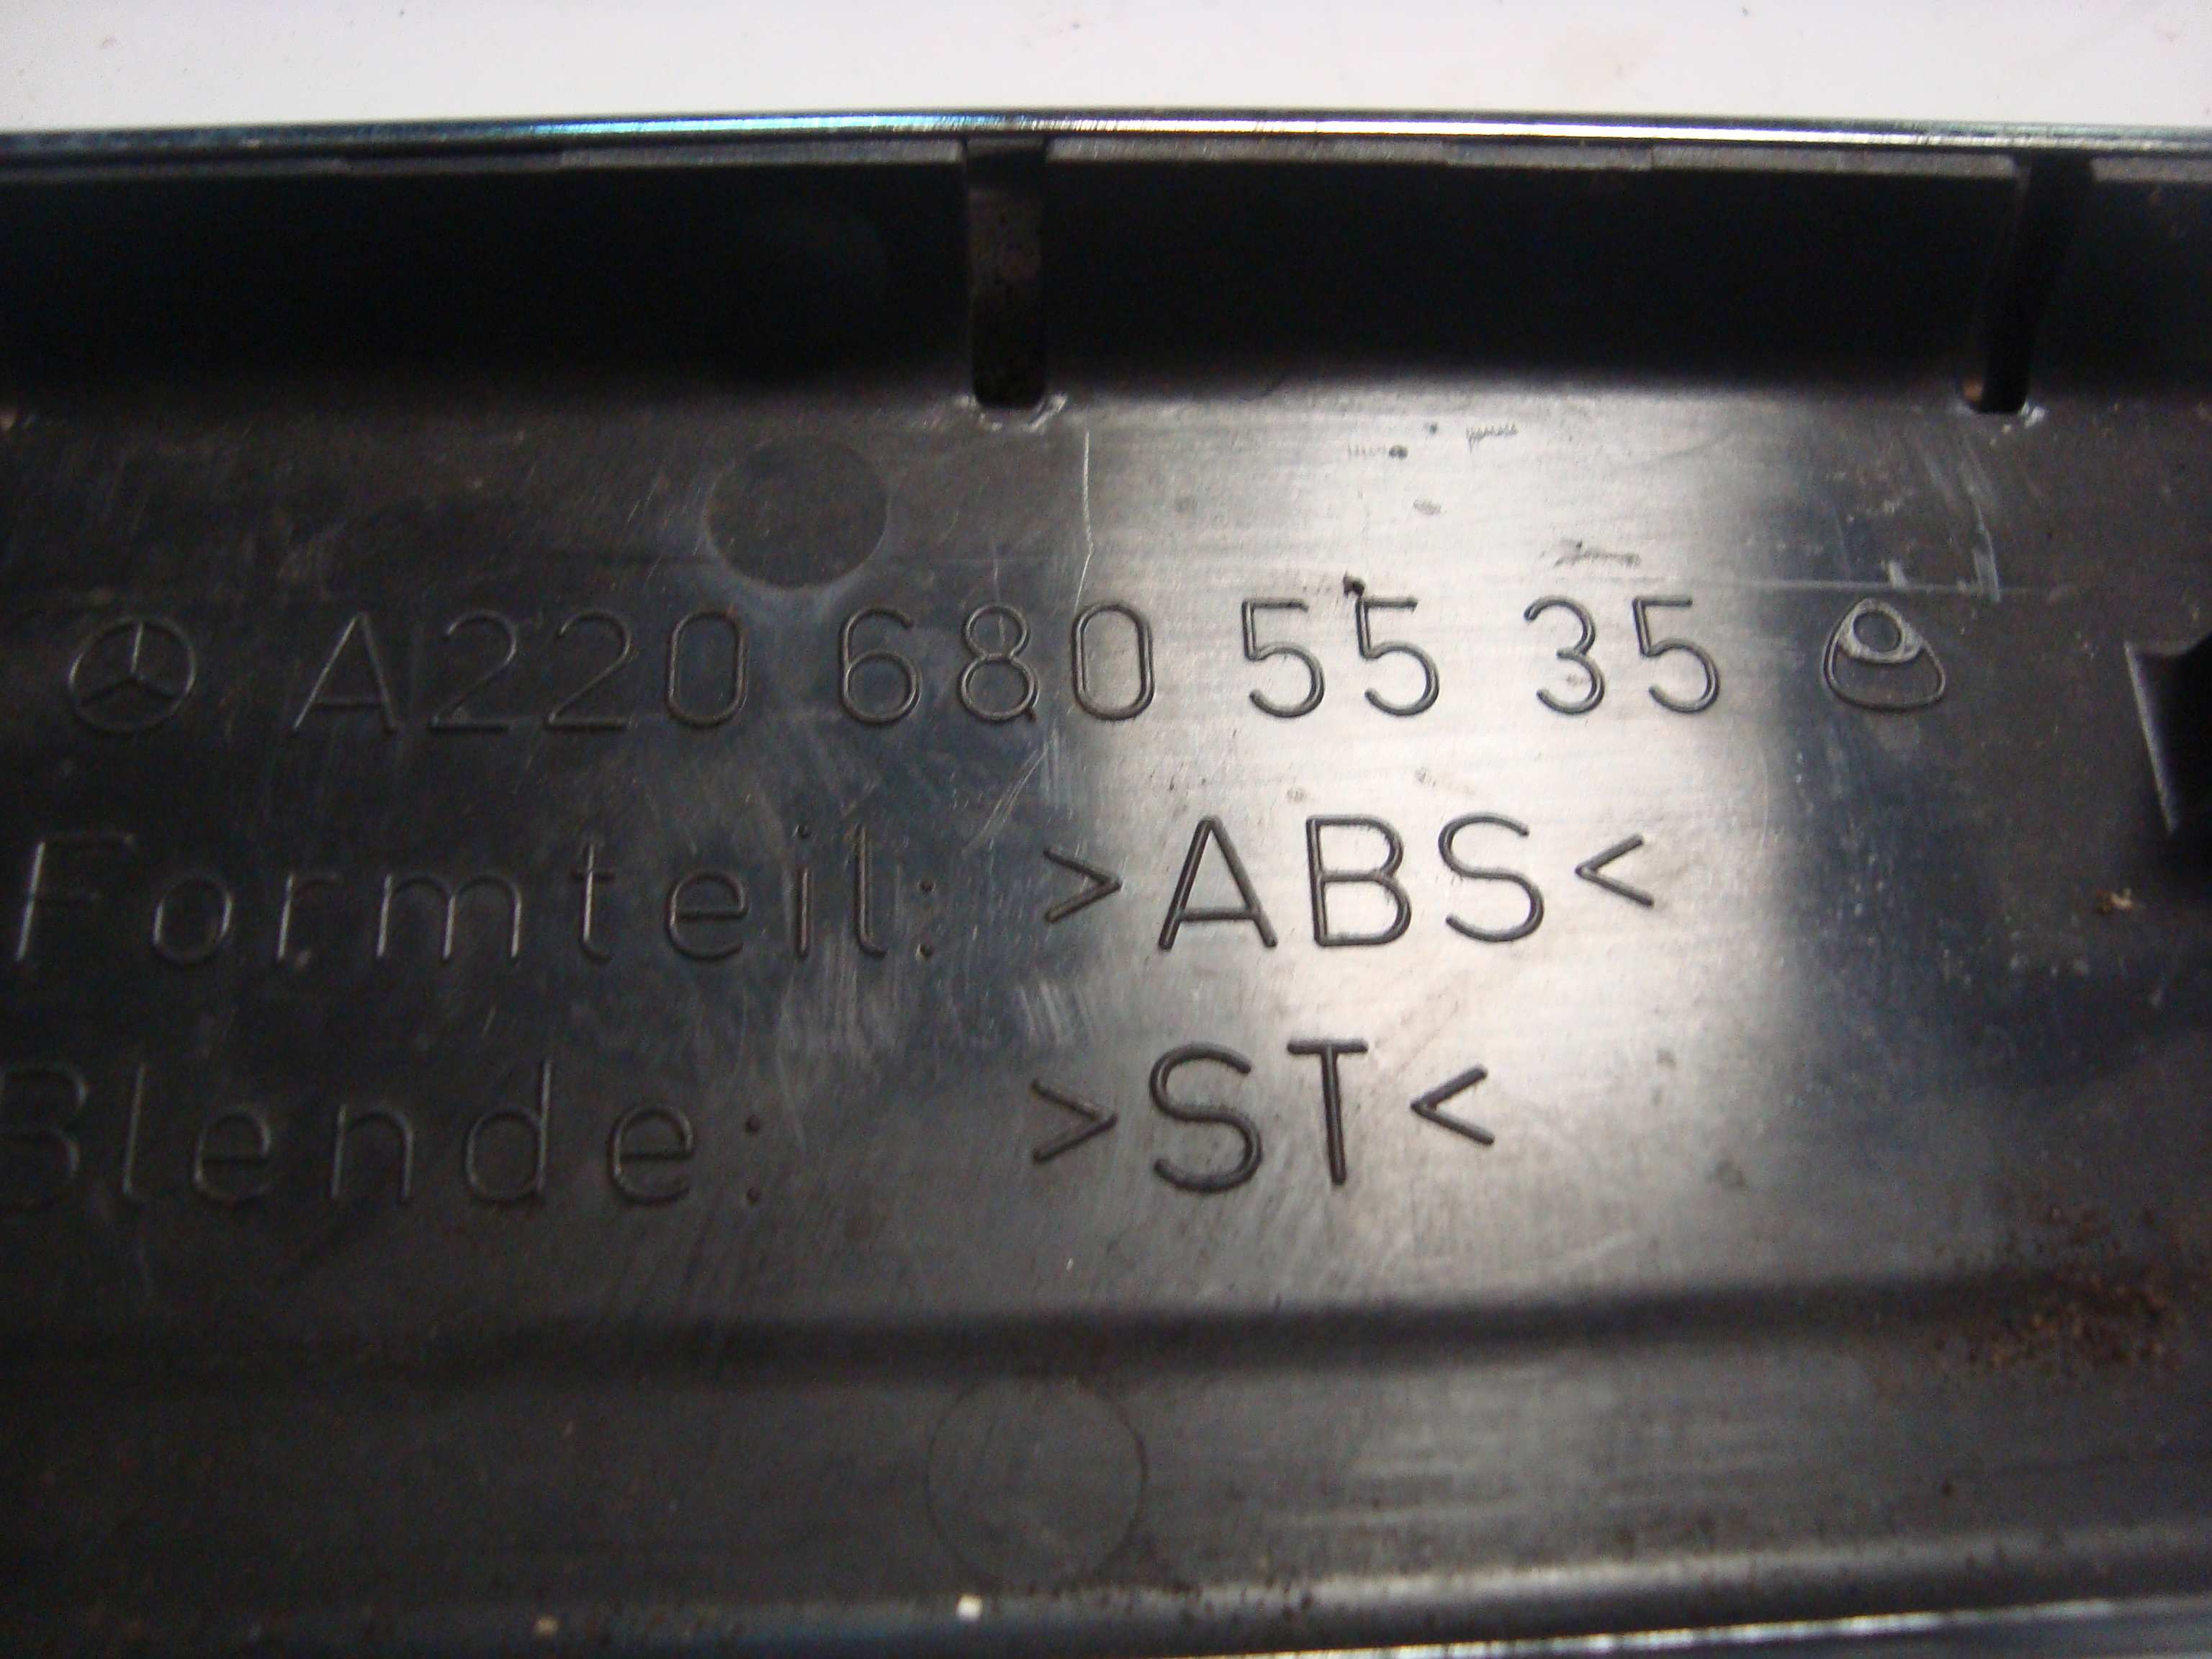 A220 680 55 35
Formteil: >ABS<
Blende: >ST<